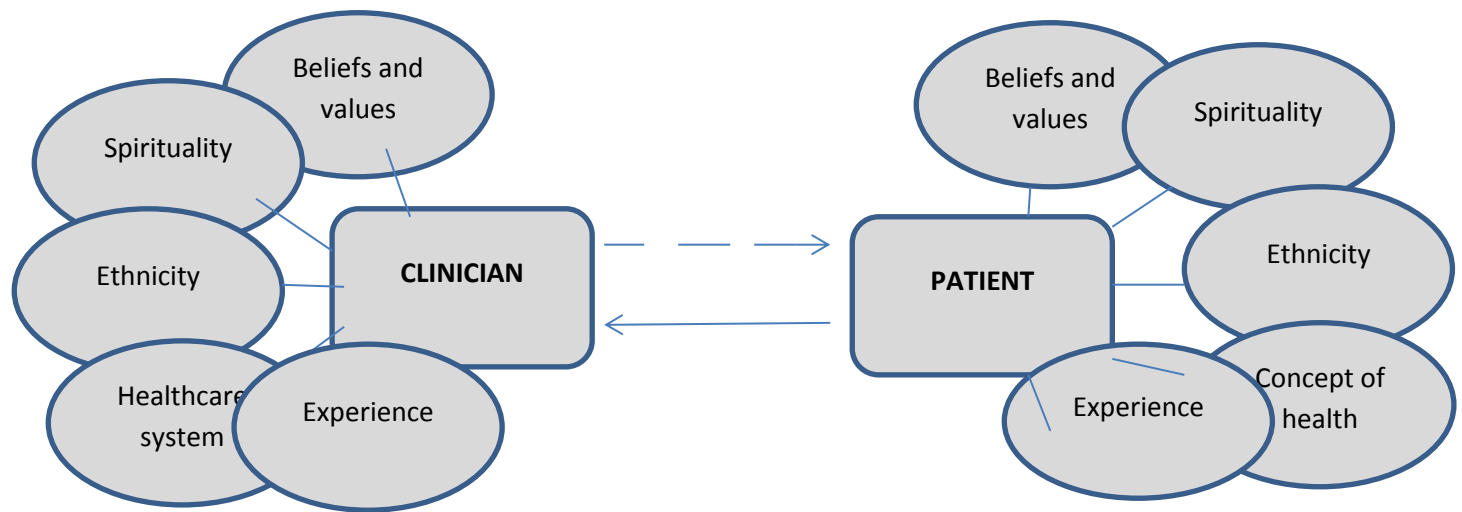 Beliefs and
values
Spirituality
Ethnicity
Healthcare
system
Experience
CLINICIAN
PATIENT
Beliefs and
values
Spirituality
Ethnicity
Concept of
health
Experience